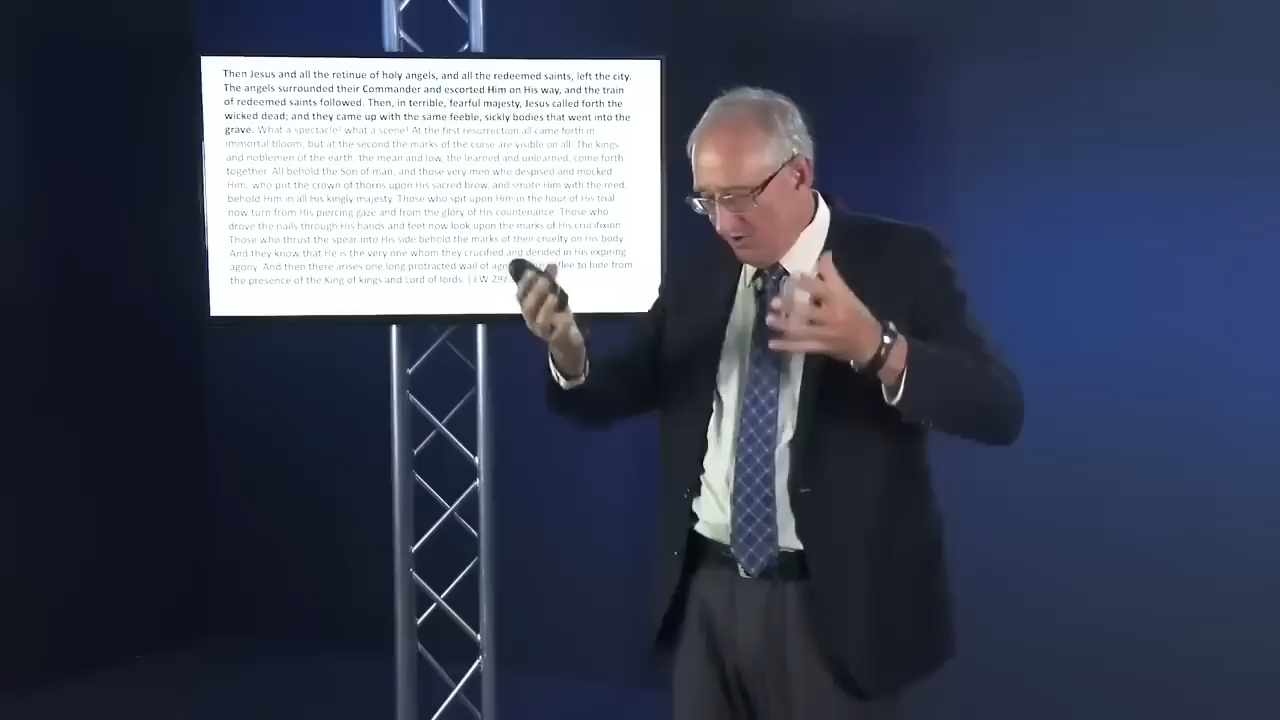 Then Jesus and all the retinue of holy angels, and all the redeemed saints, left the city.
The angels surrounded their Commander and escorted Him on His way, and the train
of redeemed saints followed. Then, in terrible, fearful majesty, Jesus called forth the
wicked dead; and they came up with the same feeble, sickly bodies that went into the
grave. What a spectacle! what a scene! At the first resurrection all came forth in
immortal bloom, but at the second the marks of the curse are visible on all. The kings
and noblemen of the earth, the mean and low, the learned and unlearned, come forth
together. All behold the Son of man, and those very men who despised and mocked
Him, who put the crown of thorns upon His sacred brow, and smote Him with the reed,
behold Him in all His kingly majesty. Those who spit upon Him in the hour of His trial
now turn from His piercing gaze and from the glory of His countenance. Those who
drove the nails through His hands and feet now look upon the marks of His crucifixion.
Those who thrust the spear into His side behold the marks of their cruelty on His body.
And they know that He is the very one whom they crucified and derided in His expiring
agony. And then there arises one long protracted wail of flee to hide from
the presence of the King of kings and Lord of lords. { EW 292